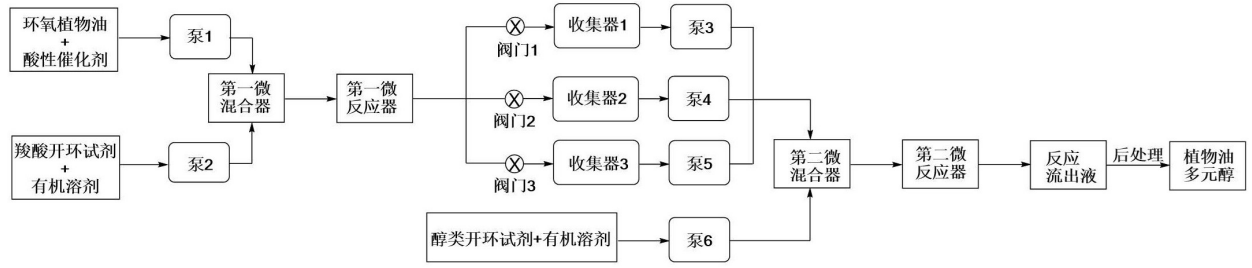 环氧植物油
+
酸性催化剂
泵1
羧酸开环试剂
+
有机溶剂
泵2
第一微
混合器
第一微
反应器
阀门1
收集器1
泵3
阀门2
收集器2
泵4
阀门3
收集器3
泵5
醇类开环试剂+有机溶剂
泵6
第二微
混合器
第二微
反应器
反应
流出液
后处理
植物油
多元醇